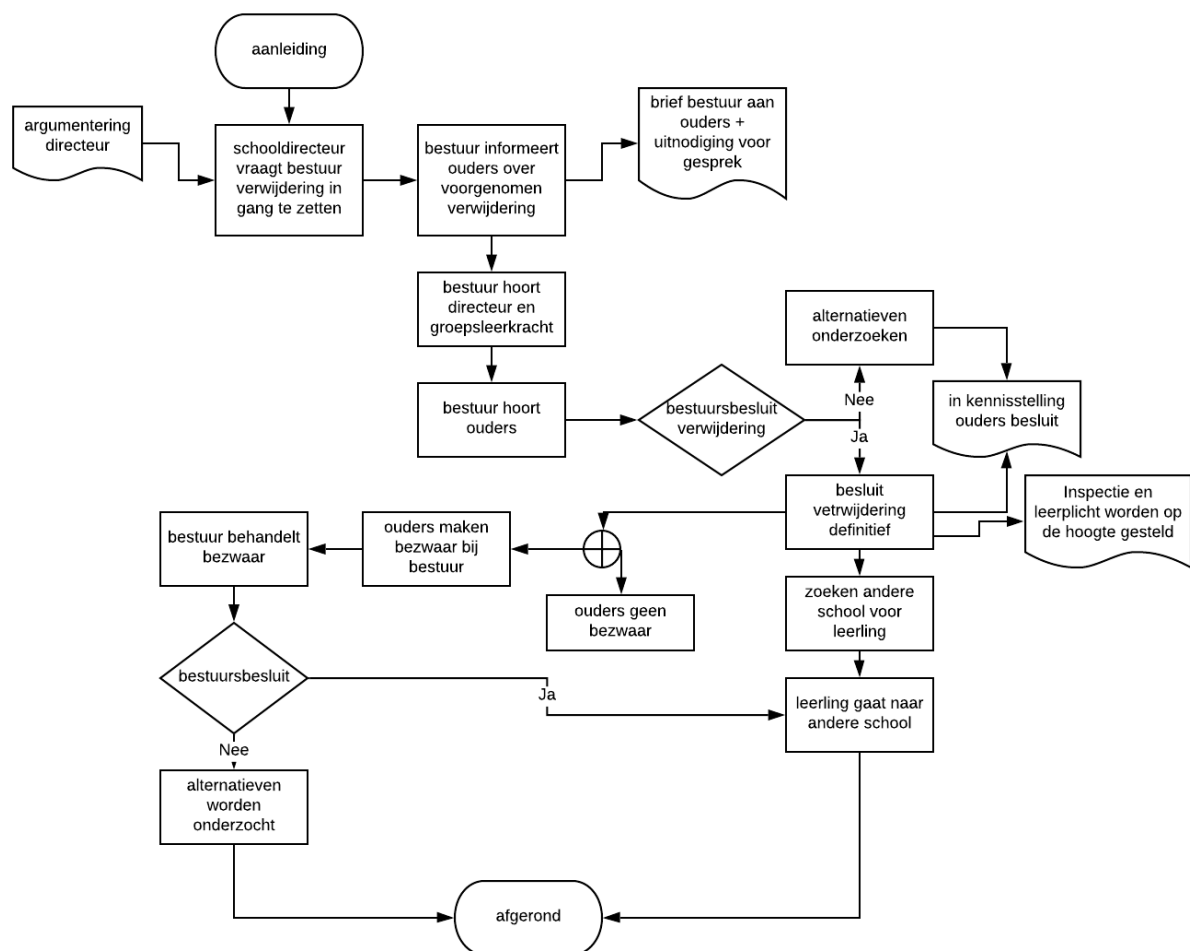 aanleiding
argumentering
directeur
schooldirecteur
vraagt bestuur
verwijdering in
gang te zetten
bestuur informeert
ouders over
voorgenomen
verwijdering
brief bestuur aan
ouders +
uitnodiging voor
gesprek
bestuur hoort
directeur en
groepsleerkracht
bestuur hoort
ouders
bestuursbesluit
verwijdering
Nee
Ja
alternatieven
onderzoeken
in kennisstelling
ouders besluit
besluit
vetrwijdering
definitief
Inspectie en
leerplicht worden op
de hoogte gesteld
ouders maken
bezwaar bij
bestuur
bestuur behandelt
bezwaar
ouders geen
bezwaar
zoeken andere
school voor
leerling
bestuursbesluit
Ja
leerling gaat naar
andere school
Nee
alternatieven
worden
onderzocht
afgerond